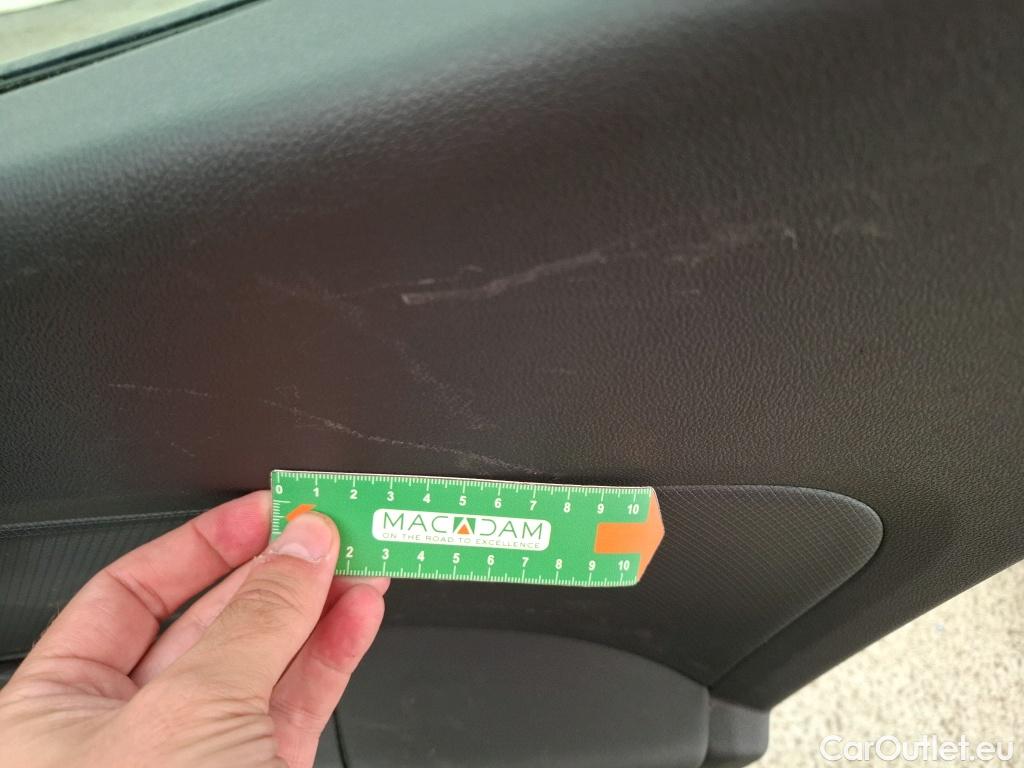 0 1 2 3 4 5 6 7 8 9 10
MACADAM
ON THE ROAD TO EXCELLENCE
2 3 4 5 6 7 8 9 10
CarOutlet.eu